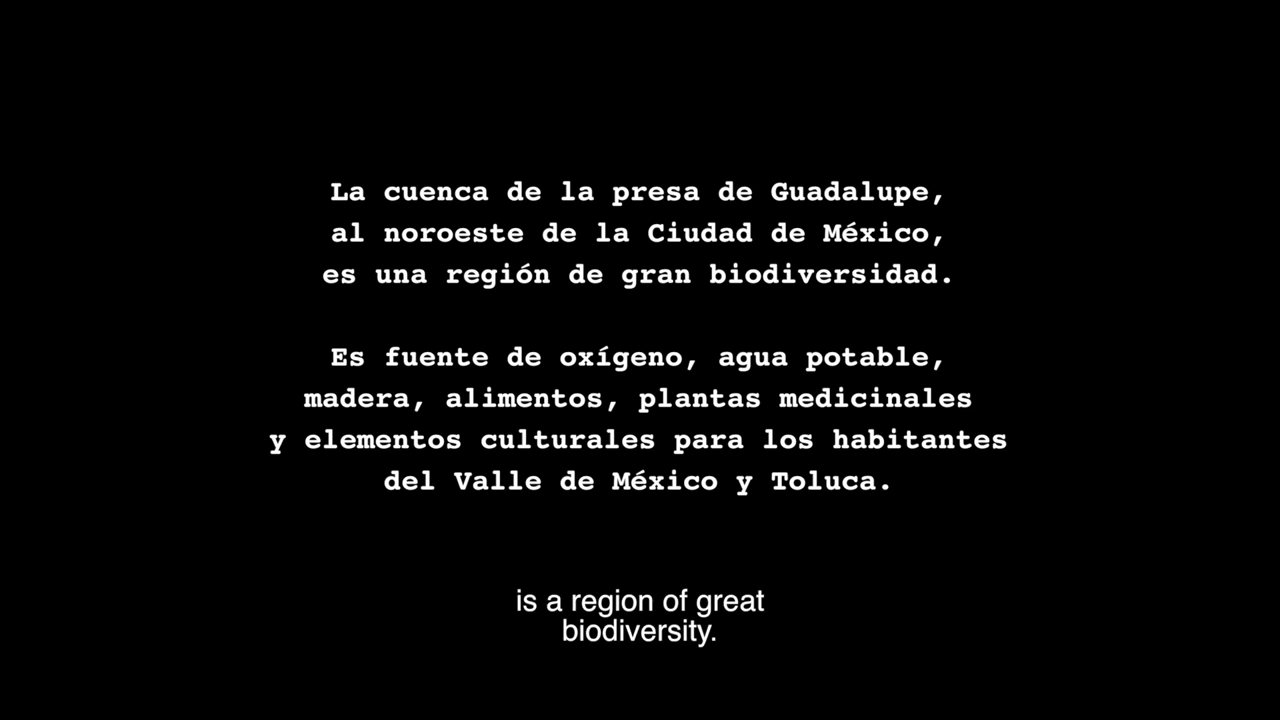 La cuenca de la presa de Guadalupe,
al noroeste de la Ciudad de México,
es una región de gran biodiversidad.
Es fuente de oxígeno, agua potable,
madera, alimentos, plantas medicinales
y elementos culturales para los habitantes
del Valle de México y Toluca.
is a region of great
biodiversity.